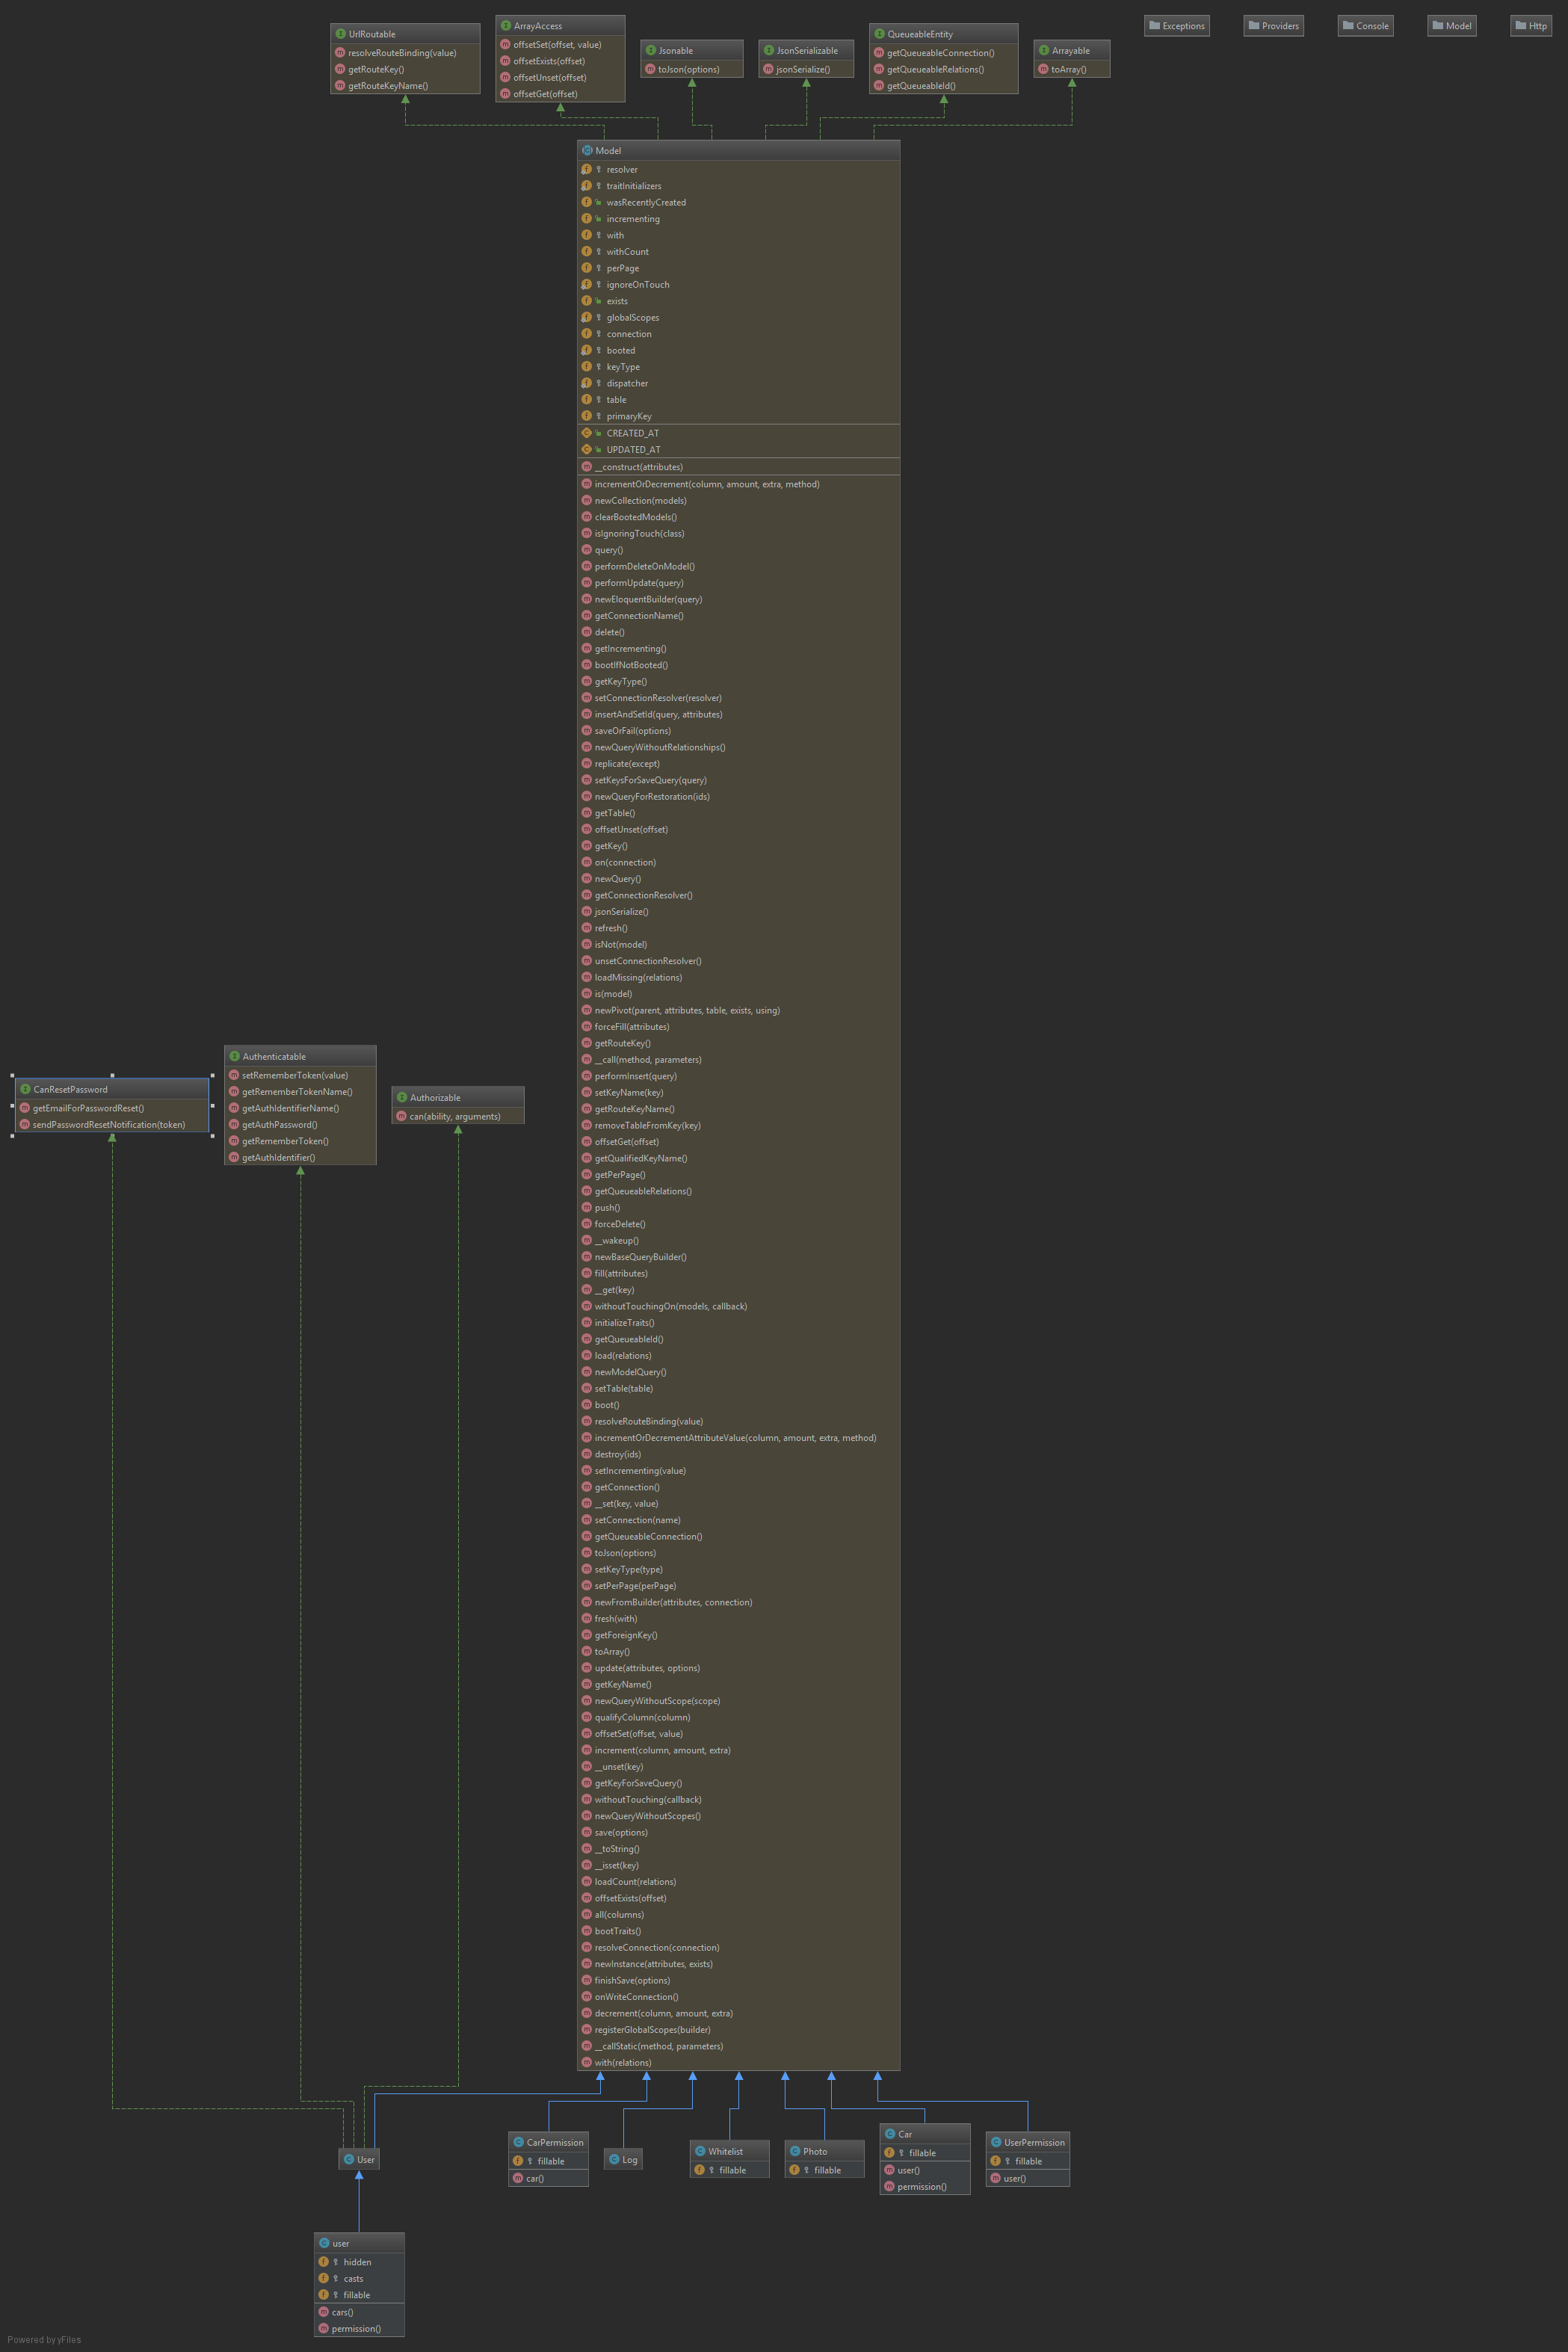 UrlRoutable
resolveRouteBinding(value)
getRouteKey()
getRouteKeyName()
ArrayAccess
offsetSet(offset, value)
offsetExists(offset)
offsetUnset(offset)
offsetGet(offset)
Jsonable
toJson(options)
JsonSerializable
jsonSerialize()
QueueableEntity
getQueueableConnection()
getQueueableRelations()
getQueueableId()
Arrayable
toArray()
Exceptions
Providers
Console
Model
Http
Model
resolver
traitInitializers
wasRecentlyCreated
incrementing
with
withCount
perPage
ignoreOnTouch
exists
globalScopes
connection
booted
keyType
dispatcher
table
primaryKey
CREATED_AT
UPDATED_AT
__construct(attributes)
incrementOrDecrement(column, amount, extra, method)
newCollection(models)
clearBootedModels()
isIgnoringTouch(class)
query()
performDeleteOnModel()
performUpdate(query)
newEloquentBuilder(query)
getConnectionName()
delete()
getIncrementing()
bootIfNotBooted()
getKeyType()
setConnectionResolver(resolver)
insertAndSetId(query, attributes)
saveOrFail(options)
newQueryWithoutRelationships()
replicate(except)
setKeysForSaveQuery(query)
newQueryForRestoration(ids)
getTable()
offsetUnset(offset)
getKey()
on(connection)
newQuery()
getConnectionResolver()
jsonSerialize()
refresh()
isNot(model)
unsetConnectionResolver()
loadMissing(relations)
is(model)
newPivot(parent, attributes, table, exists, using)
forceFill(attributes)
getRouteKey()
__call(method, parameters)
performInsert(query)
setKeyName(key)
getRouteKeyName()
removeTableFromKey(key)
offsetGet(offset)
getQualifiedKeyName()
getPerPage()
getQueueableRelations()
push()
forceDelete()
__wakeup()
newBaseQueryBuilder()
fill(attributes)
__get(key)
withoutTouchingOn(models, callback)
initializeTraits()
getQueueableId()
load(relations)
newModelQuery()
setTable(table)
boot()
resolveRouteBinding(value)
incrementOrDecrementAttributeValue(column, amount, extra, method)
destroy(ids)
setIncrementing(value)
getConnection()
__set(key, value)
setConnection(name)
getQueueableConnection()
toJson(options)
setKeyType(type)
setPerPage(perPage)
newFromBuilder(attributes, connection)
fresh(with)
getForeignKey()
toArray()
update(attributes, options)
getKeyName()
newQueryWithoutScope(scope)
qualifyColumn(column)
offsetSet(offset, value)
increment(column, amount, extra)
__unset(key)
getKeyForSaveQuery()
withoutTouching(callback)
newQueryWithoutScopes()
save(options)
__toString()
__isset(key)
loadCount(relations)
offsetExists(offset)
all(columns)
bootTraits()
resolveConnection(connection)
newInstance(attributes, exists)
finishSave(options)
onWriteConnection()
decrement(column, amount, extra)
registerGlobalScopes(builder)
__callStatic(method, parameters)
with(relations)
CanResetPassword
getEmailForPasswordReset()
sendPasswordResetNotification(token)
Authenticatable
setRememberToken(value)
getRememberTokenName()
getAuthIdentifierName()
getAuthPassword()
getRememberToken()
getAuthIdentifier()
Authorizable
can(ability, arguments)
User
CarPermission
fillable
car()
Log
Whitelist
fillable
Photo
fillable
Car
fillable
user()
permission()
UserPermission
fillable
user()
user
hidden
casts
fillable
cars()
permission()
Powered by yFiles